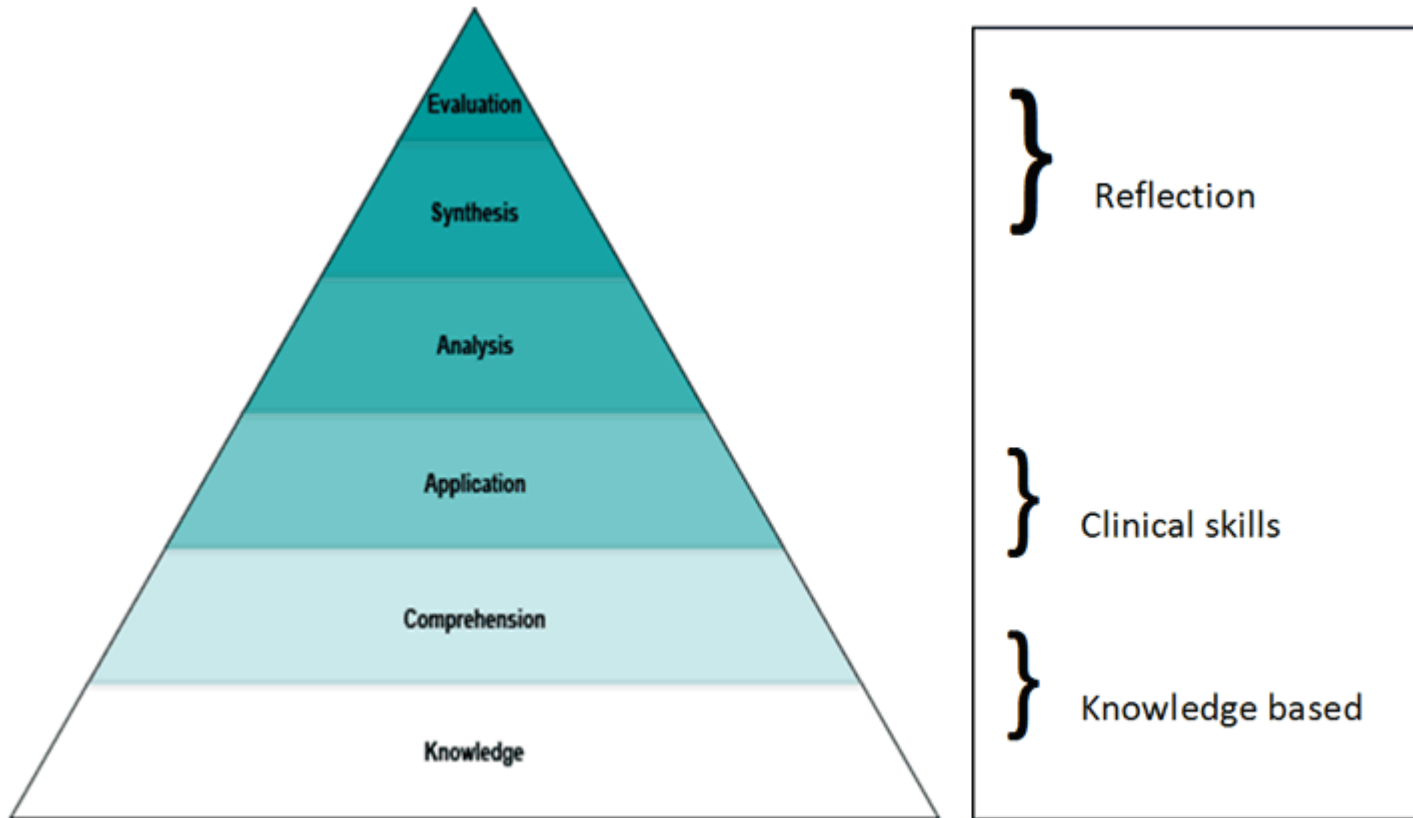 Evaluation
Synthesis
Analysis
Application
Comprehension
Knowledge
} Reflection
} Clinical skills
} Knowledge based